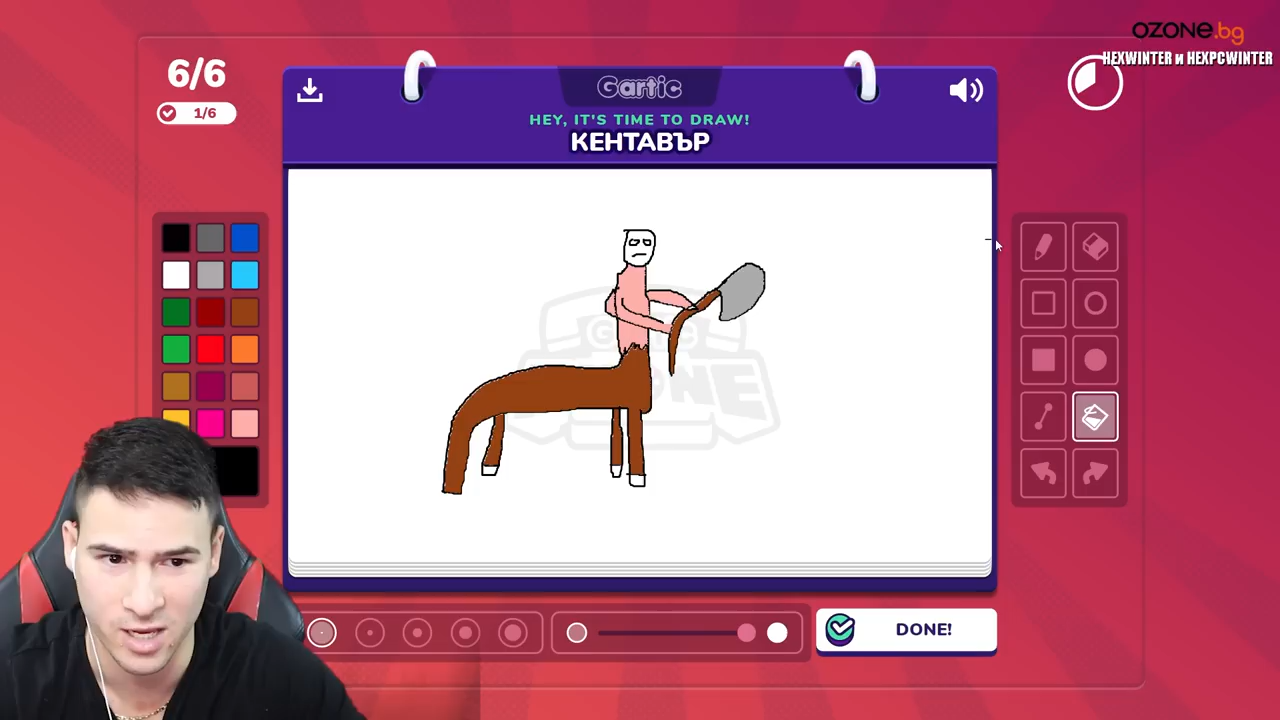 OZONE.bg
HEXWINTER и HEXPCWINTER
6/6
1/6
Gartic
HEY, IT'S TIME TO DRAW!
КЕНТАВЪР
DONE!